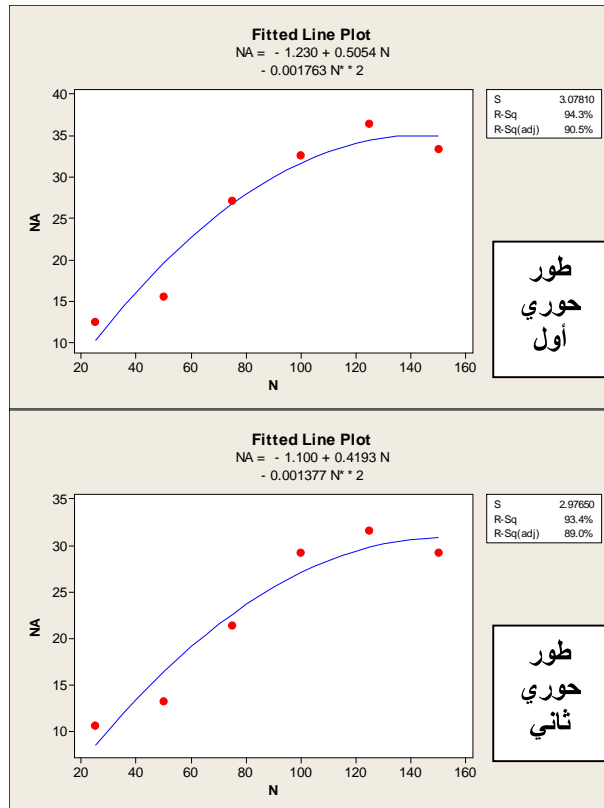 Fitted Line Plot
NA = - 1.230 + 0.5054 N
- 0.001763 N**2
S 3.07810
R-Sq 94.3%
R-Sq(adj) 90.5%
40
35
30
25
20
15
10
NA
20 40 60 80 100 120 140 160
N
طور
حوري
أول
Fitted Line Plot
NA = - 1.100 + 0.4193 N
- 0.001377 N**2
S 2.97650
R-Sq 93.4%
R-Sq(adj) 89.0%
35
30
25
20
15
10
NA
20 40 60 80 100 120 140 160
N
طور
حوري
ثاني